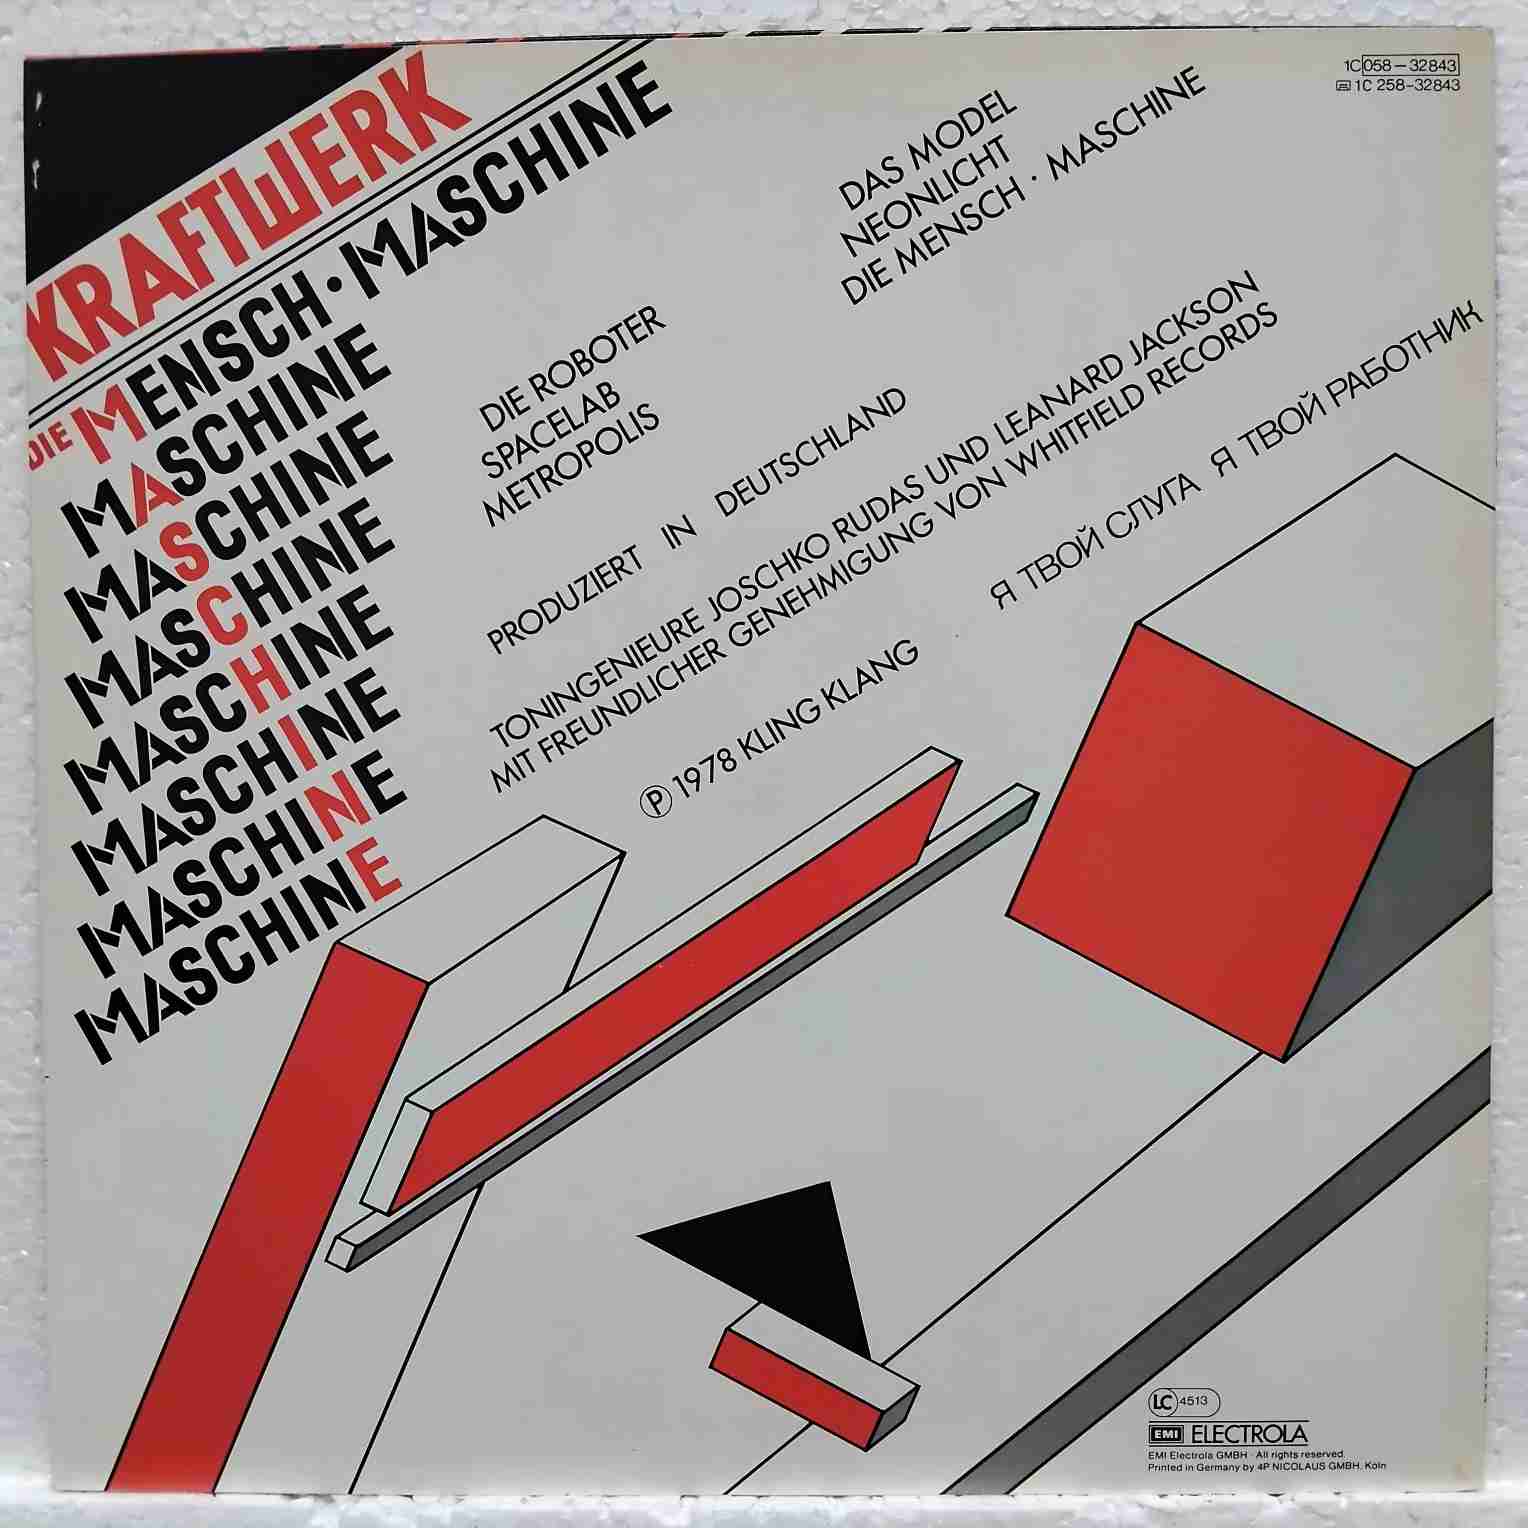 KRAFTWERK
DIE MENSCH·MASCHINE
MASCHINE
MASCHINE
MASCHINE
MASCHINE
MASCHINE
MASCHINE
MASCHINE
1C 058-32843
1C 258-32843
DIE ROBOTER
SPACELAB
METROPOLIS
DAS MODEL
NEONLICHT
DIE MENSCH · MASCHINE
PRODUZIERT IN DEUTSCHLAND
TONINGENIEURE JOSCHKO RUDAS UND LEANARD JACKSON
MIT FREUNDLICHER GENEHMIGUNG VON WHITFIELD RECORDS
Ⓟ 1978 KLING KLANG
Я ТВОЙ СЛУГА Я ТВОЙ РАБОТНИК
LC 4513
EMI ELECTROLA
EMI Electrola GMBH · All rights reserved.
Printed in Germany by 4P NICOLAUS GMBH, Köln